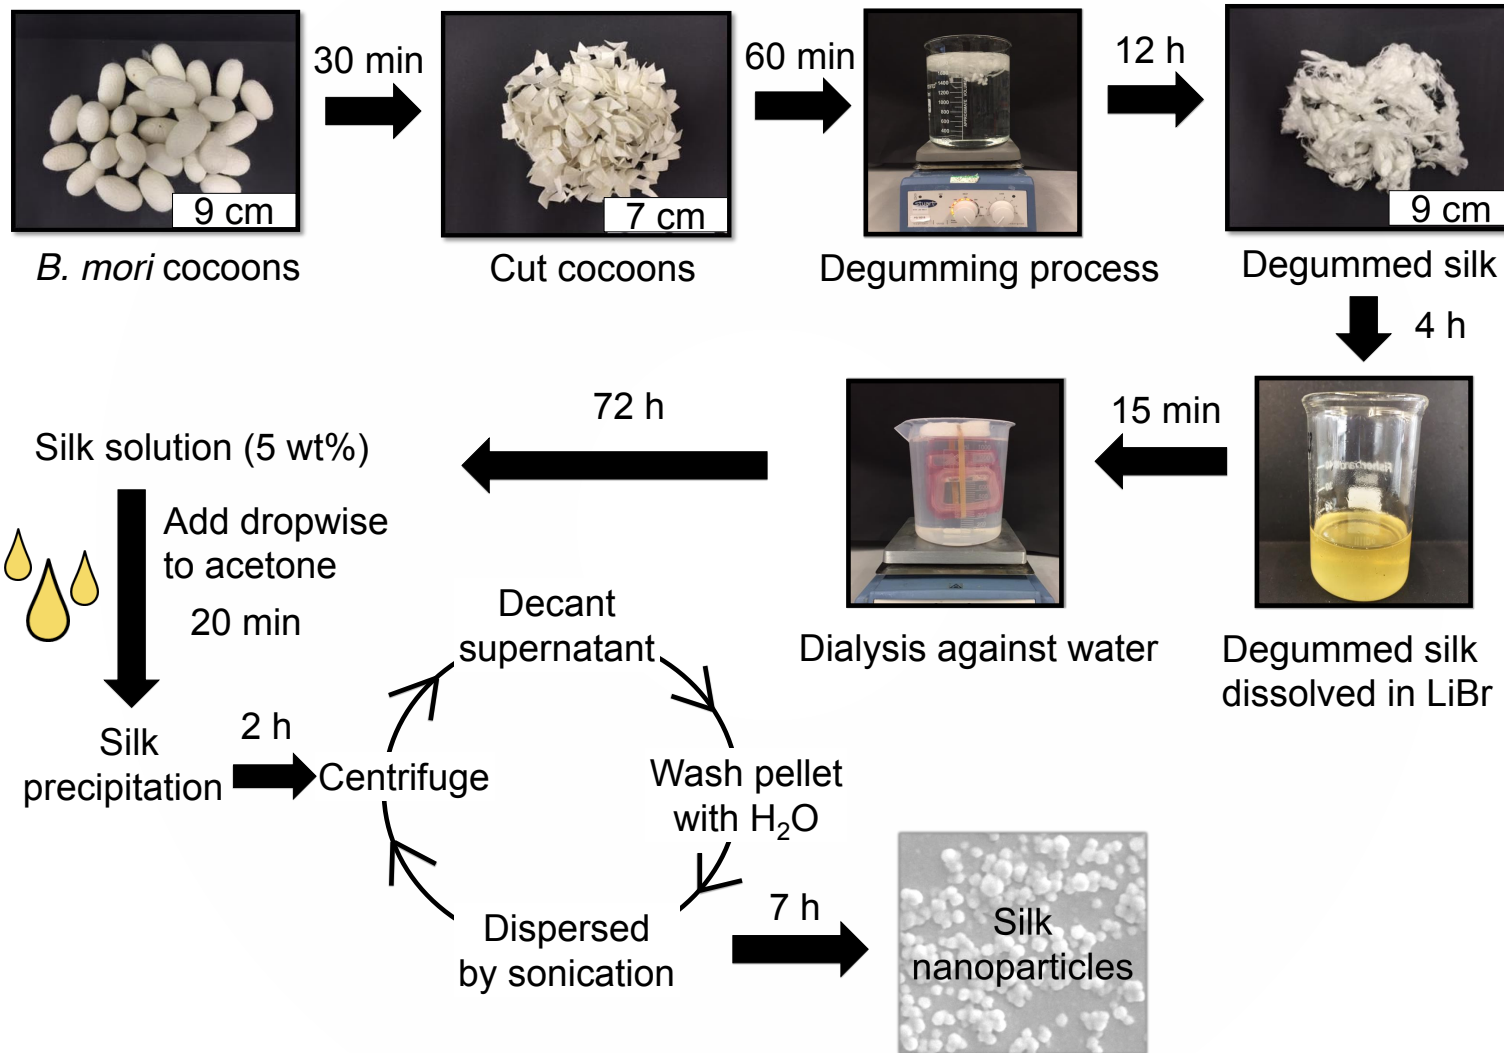 30 min
60 min
12 h
9 cm
7 cm
9 cm
B. mori cocoons
Cut cocoons
Degumming process
Degummed silk
4 h
15 min
72 h
Silk solution (5 wt%)
Add dropwise
to acetone
20 min
Dialysis against water
Degummed silk
dissolved in LiBr
Decant
supernatant
Silk
precipitation
2 h
Centrifuge
Wash pellet
with H₂O
Dispersed
by sonication
7 h
Silk
nanoparticles